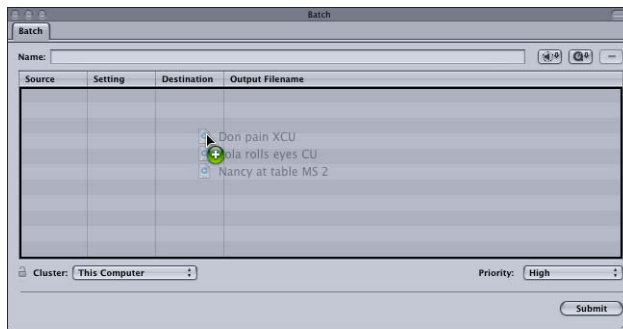 Batch
Batch
Name:
Source Setting Destination Output Filename
Don pain XCU
ola rolls eyes CU
Nancy at table MS 2
Cluster: This Computer Priority: High
Submit